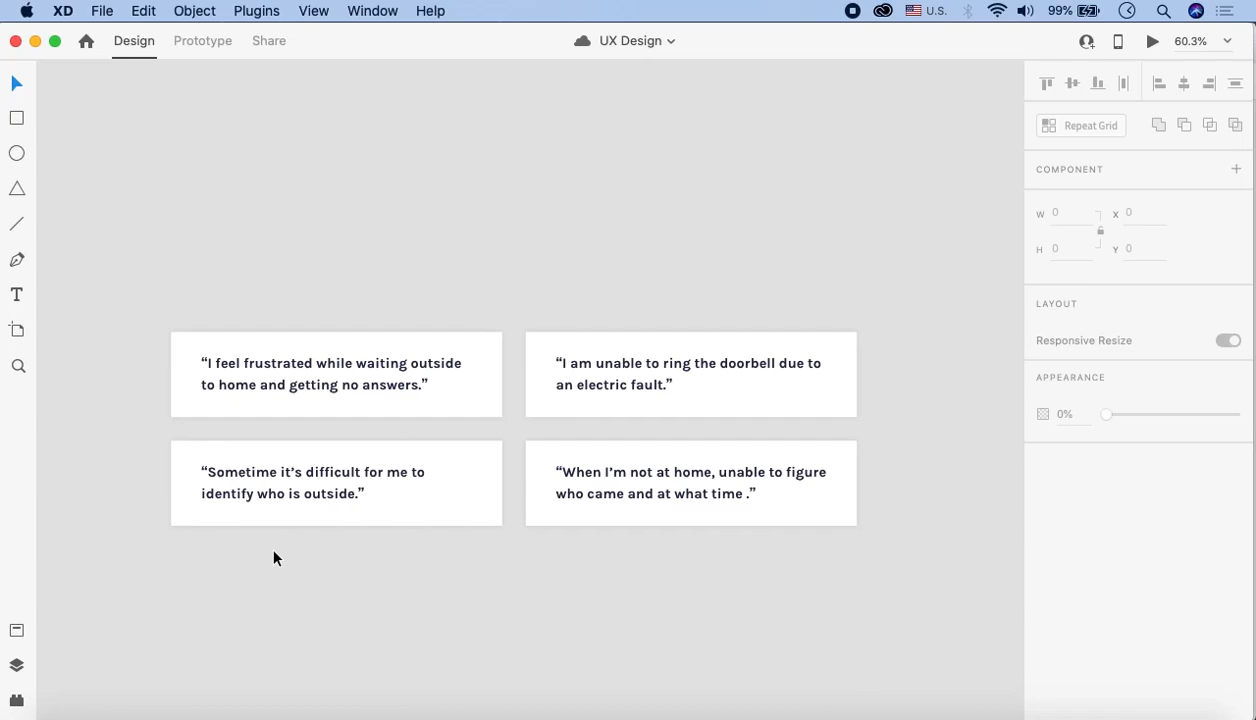 XD File Edit Object Plugins View Window Help U.S. 99%
Design Prototype Share UX Design 60.3%
Repeat Grid
COMPONENT
W 0 X 0
H 0 Y 0
LAYOUT
Responsive Resize
APPEARANCE
0%
“I feel frustrated while waiting outside
to home and getting no answers.”
“I am unable to ring the doorbell due to
an electric fault.”
“Sometime it’s difficult for me to
identify who is outside.”
“When I’m not at home, unable to figure
who came and at what time .”